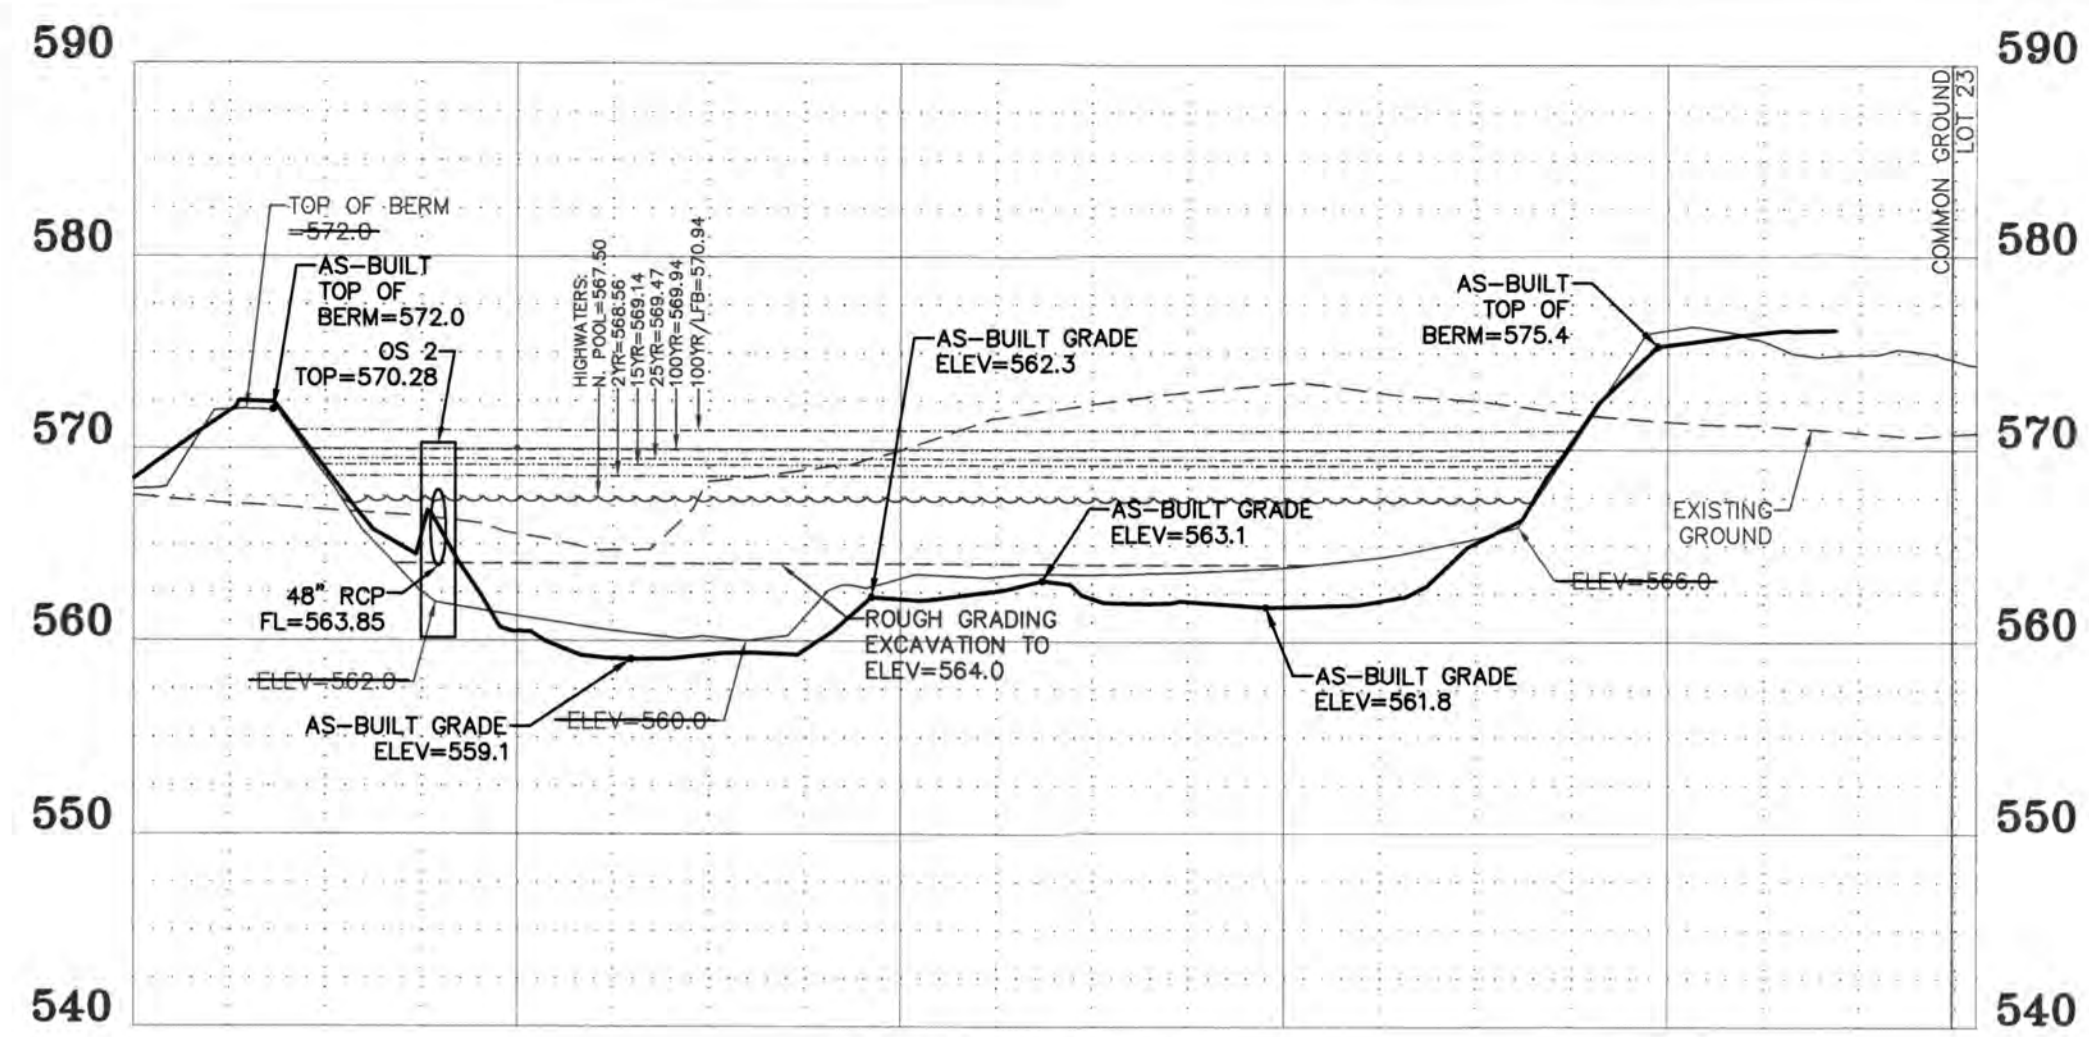 590
590
COMMON GROUND
LOT 23
TOP OF BERM
=572.0
580
580
AS-BUILT
TOP OF
BERM=572.0
HIGHWATERS:
N. POOL=567.50
2YR=568.56
15YR=569.14
25YR=569.47
100YR=569.94
100YR/LFB=570.94
AS-BUILT
TOP OF
BERM=575.4
AS-BUILT GRADE
ELEV=562.3
OS 2
TOP=570.28
570
570
AS-BUILT GRADE
ELEV=563.1
EXISTING
GROUND
48" RCP
FL=563.85
ELEV=566.0
560
560
ROUGH GRADING
EXCAVATION TO
ELEV=564.0
ELEV=562.0
AS-BUILT GRADE
ELEV=561.8
AS-BUILT GRADE
ELEV=559.1
ELEV=560.0
550
550
540
540